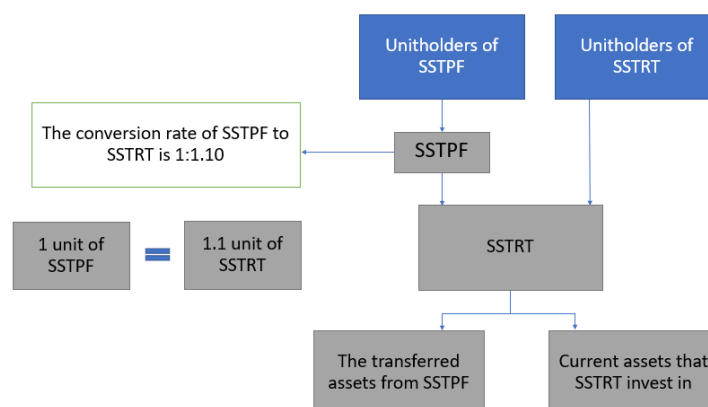 Unitholders of
SSTPF
Unitholders of
SSTRT
The conversion rate of SSTPF to
SSTRT is 1:1.10
SSTPF
1 unit of
SSTPF
1.1 unit of
SSTRT
SSTRT
The transferred
assets from SSTPF
Current assets that
SSTRT invest in